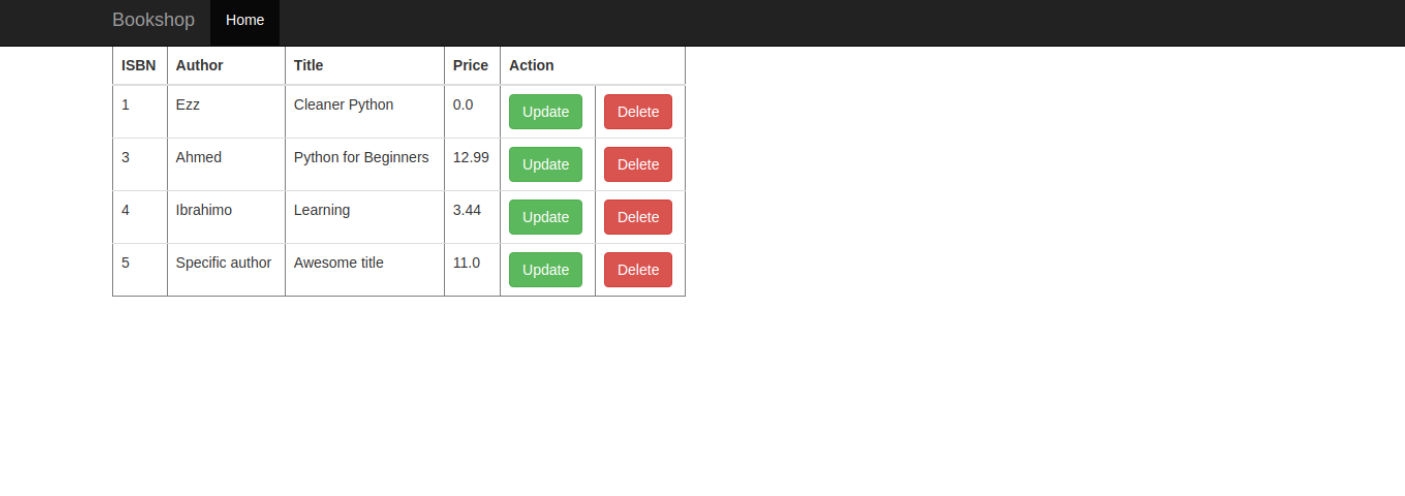 Bookshop Home
ISBN Author Title Price Action
1 Ezz Cleaner Python 0.0 Update Delete
3 Ahmed Python for Beginners 12.99 Update Delete
4 Ibrahimo Learning 3.44 Update Delete
5 Specific author Awesome title 11.0 Update Delete